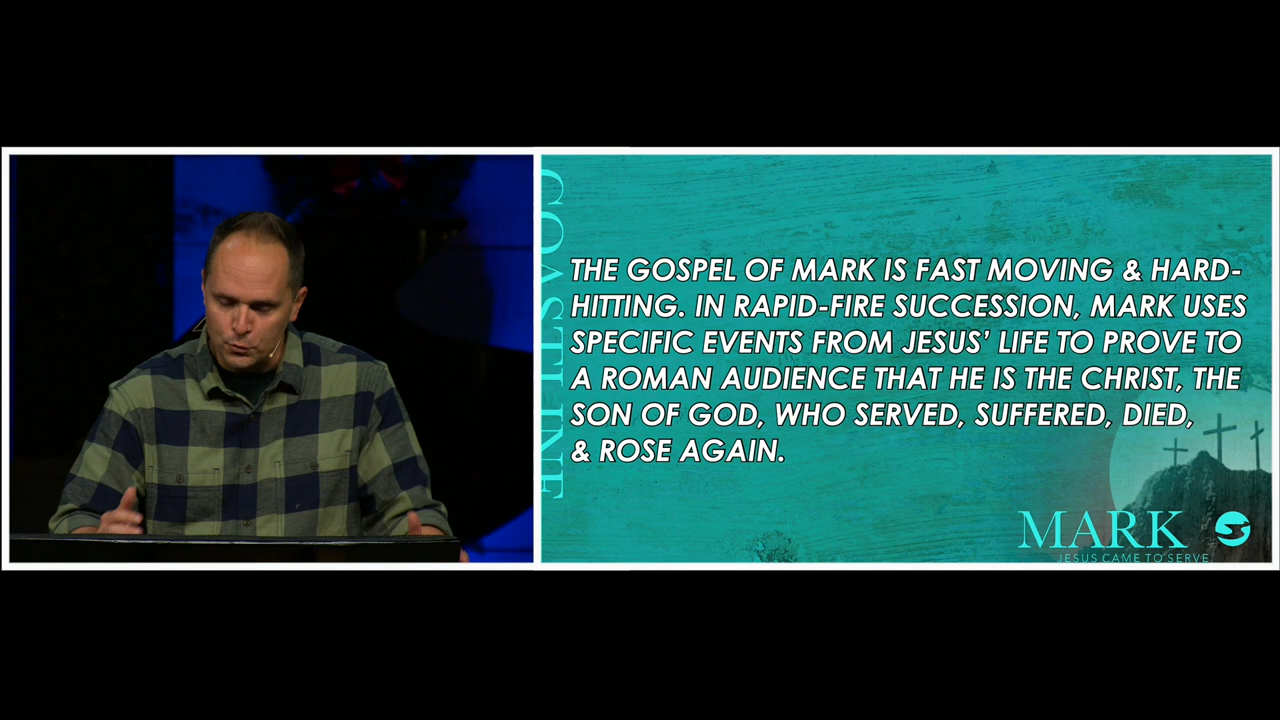 COASTLINE
THE GOSPEL OF MARK IS FAST MOVING & HARD-
HITTING. IN RAPID-FIRE SUCCESSION, MARK USES
SPECIFIC EVENTS FROM JESUS’ LIFE TO PROVE TO
A ROMAN AUDIENCE THAT HE IS THE CHRIST, THE
SON OF GOD, WHO SERVED, SUFFERED, DIED,
& ROSE AGAIN.
MARK
JESUS CAME TO SERVE